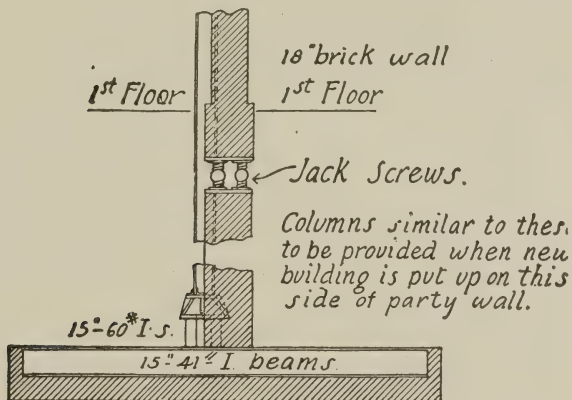 18" brick wall
1st Floor 1st Floor
Jack Screws.
Columns similar to thes
to be provided when new
building is put up on this
side of party wall.
15"-60# I.s.
15"-41# I. beams.